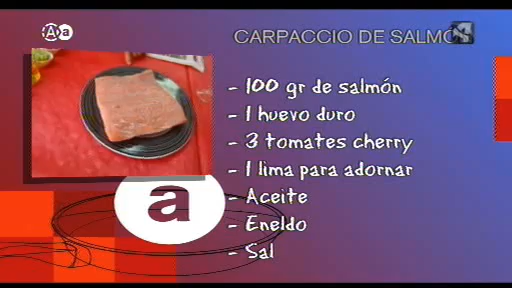 Aa
CARPACCIO DE SALMÓN
- 100 gr de salmón
- 1 huevo duro
- 3 tomates cherry
- 1 lima para adornar
- Aceite
- Eneldo
- Sal
a